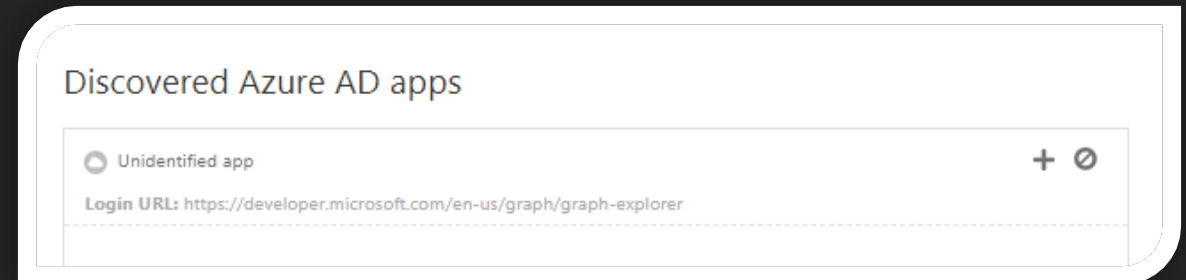 Discovered Azure AD apps
Unidentified app
Login URL: https://developer.microsoft.com/en-us/graph/graph-explorer